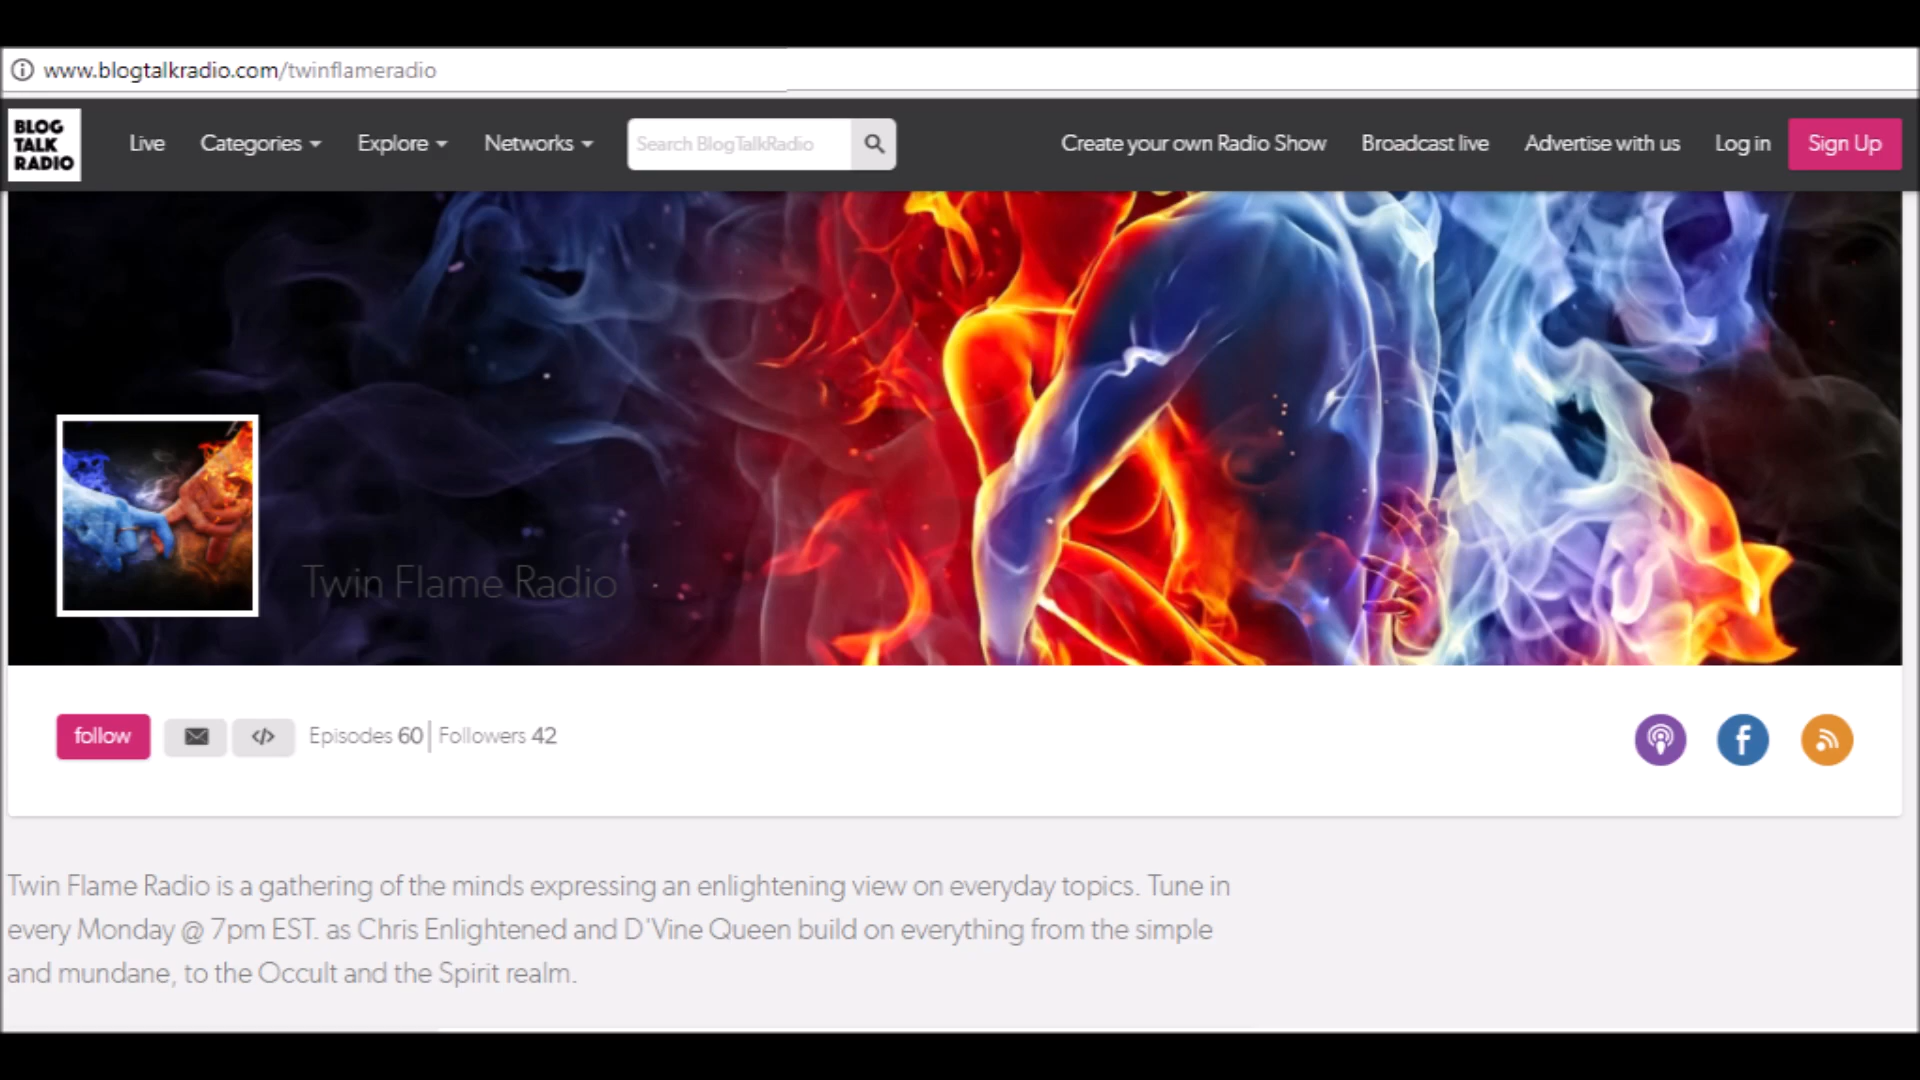 www.blogtalkradio.com/twinflameradio
BLOG
TALK
RADIO
Live
Categories
Explore
Networks
Search BlogTalkRadio
Create your own Radio Show
Broadcast live
Advertise with us
Log in
Sign Up
Twin Flame Radio
follow
Episodes 60
Followers 42
Twin Flame Radio is a gathering of the minds expressing an enlightening view on everyday topics. Tune in
every Monday @ 7pm EST. as Chris Enlightened and D'Vine Queen build on everything from the simple
and mundane, to the Occult and the Spirit realm.